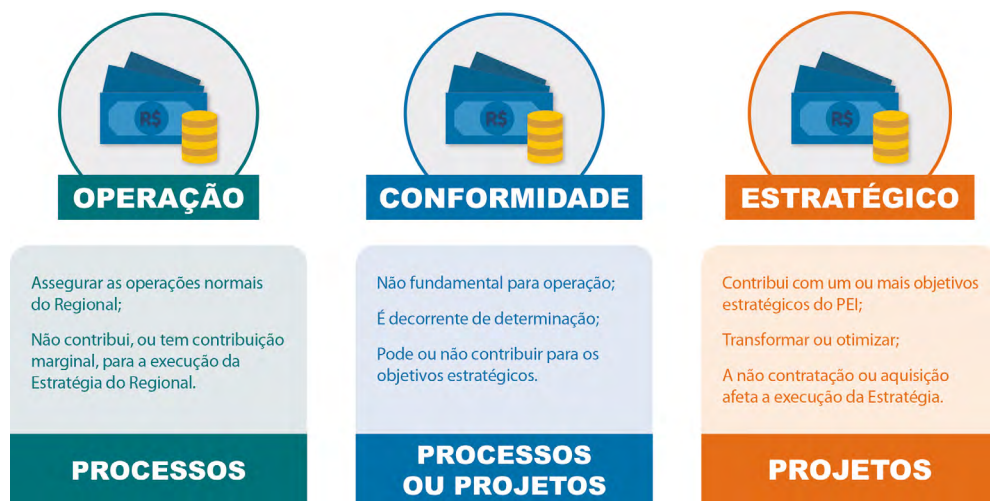 R$
OPERAÇÃO
Assegurar as operações normais
do Regional;
Não contribui, ou tem contribuição
marginal, para a execução da
Estratégia do Regional.
PROCESSOS
R$
CONFORMIDADE
Não fundamental para operação;
É decorrente de determinação;
Pode ou não contribuir para os
objetivos estratégicos.
PROCESSOS
OU PROJETOS
R$
ESTRATÉGICO
Contribui com um ou mais objetivos
estratégicos do PEI;
Transformar ou otimizar;
A não contratação ou aquisição
afeta a execução da Estratégia.
PROJETOS